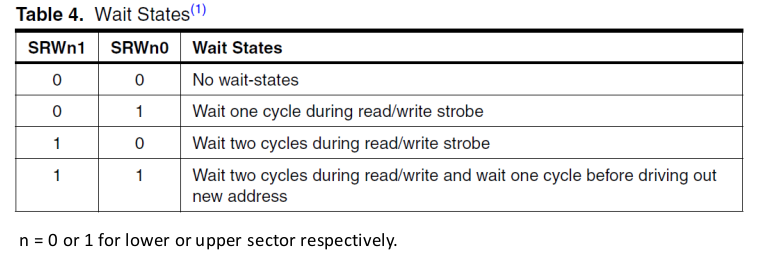 Table 4. Wait States(1)
SRWn1 SRWn0 Wait States
0 0 No wait-states
0 1 Wait one cycle during read/write strobe
1 0 Wait two cycles during read/write strobe
1 1 Wait two cycles during read/write and wait one cycle before driving out
new address
n = 0 or 1 for lower or upper sector respectively.